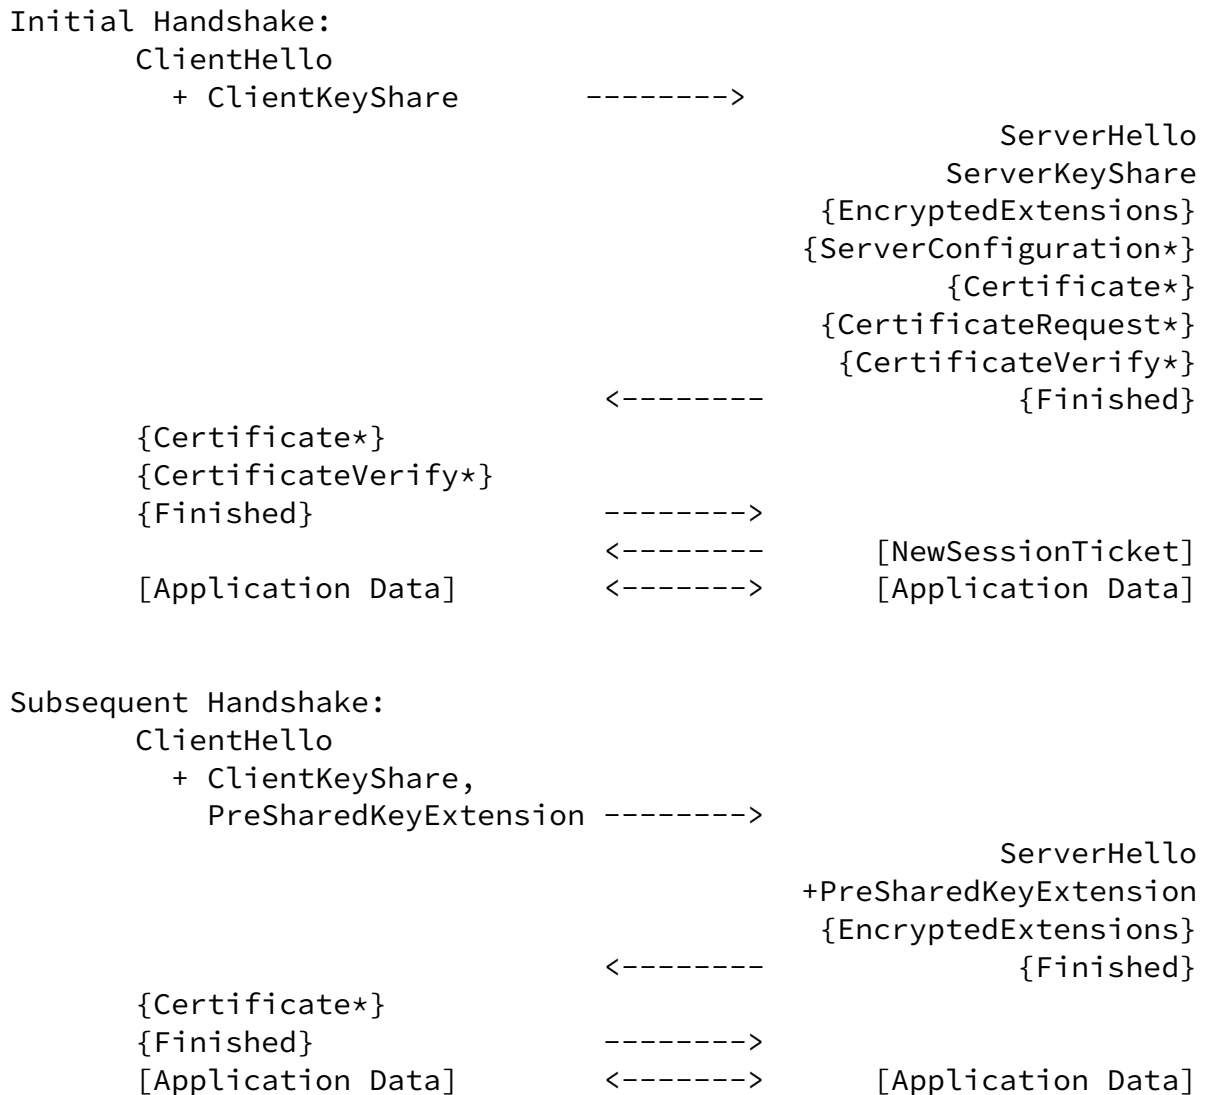 Initial Handshake:
ClientHello
+ ClientKeyShare -------->
ServerHello
ServerKeyShare
{EncryptedExtensions}
{ServerConfiguration*}
{Certificate*}
{CertificateRequest*}
{CertificateVerify*}
<-------- {Finished}
{Certificate*}
{CertificateVerify*}
{Finished} -------->
<-------- [NewSessionTicket]
[Application Data] <-------> [Application Data]
Subsequent Handshake:
ClientHello
+ ClientKeyShare,
PreSharedKeyExtension -------->
ServerHello
+PreSharedKeyExtension
{EncryptedExtensions}
<-------- {Finished}
{Certificate*}
{Finished} -------->
[Application Data] <-------> [Application Data]